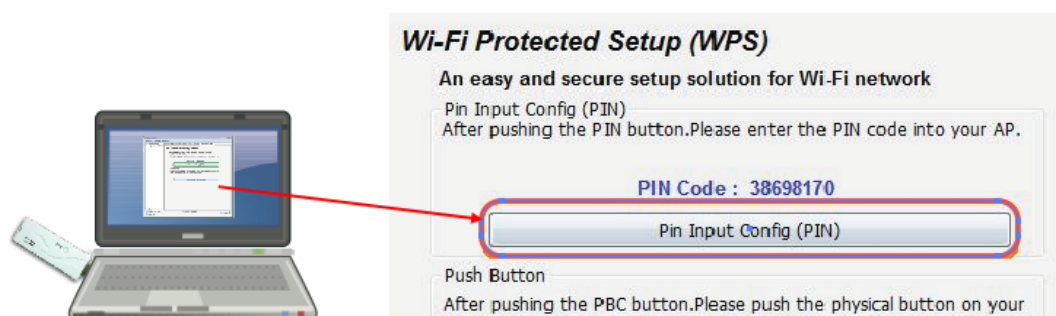 Wi-Fi Protected Setup (WPS)
An easy and secure setup solution for Wi-Fi network
Pin Input Config (PIN)
After pushing the PIN button.Please enter the PIN code into your AP.
PIN Code : 38698170
Pin Input Config (PIN)
Push Button
After pushing the PBC button.Please push the physical button on your